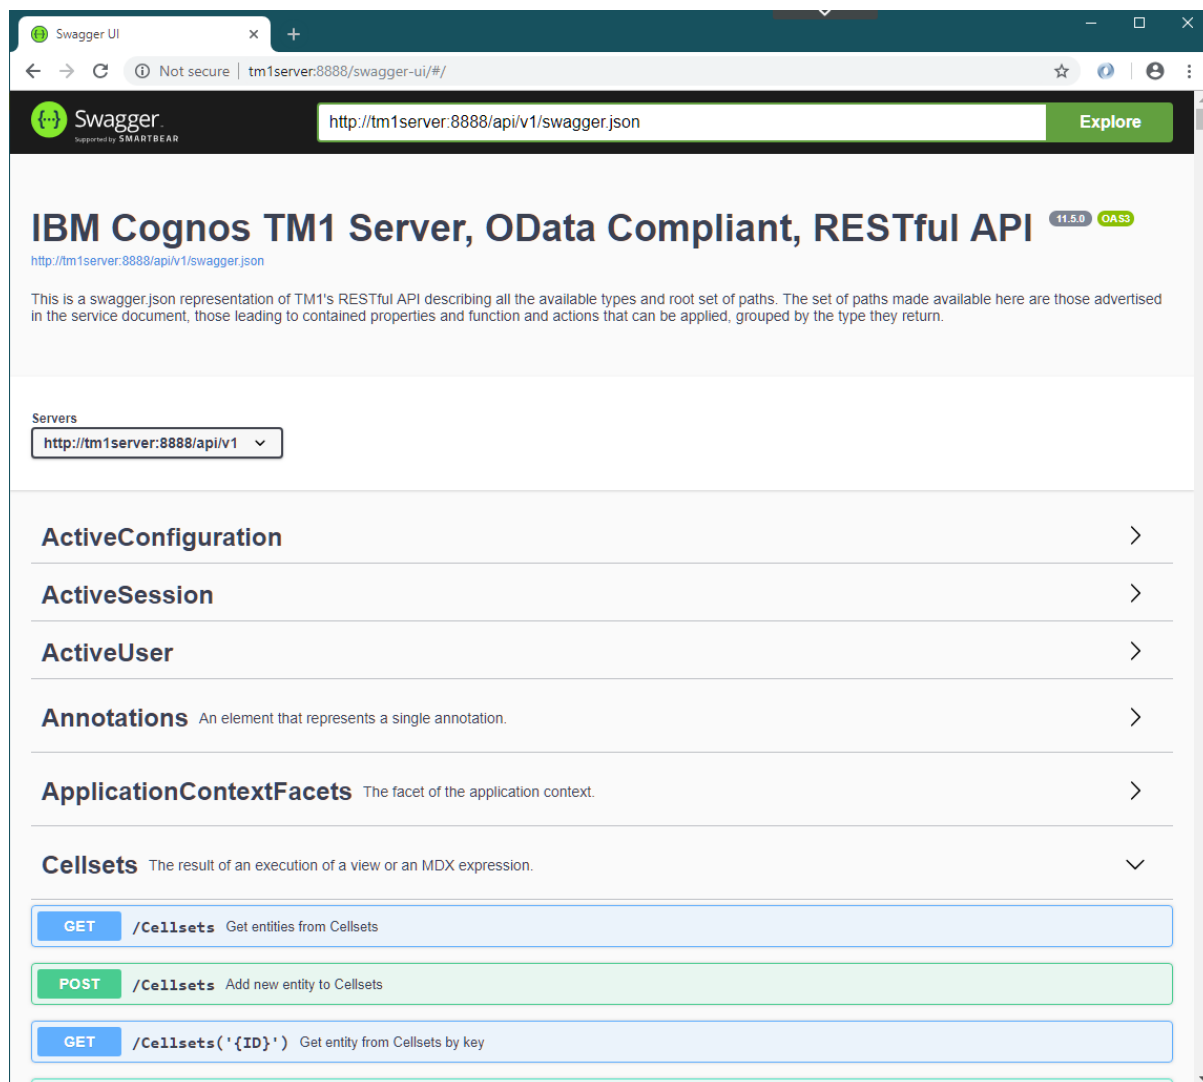 Swagger UI
Not secure | tm1server:8888/swagger-ui/#/
Swagger
Supported by SMARTBEAR
http://tm1server:8888/api/v1/swagger.json
Explore
IBM Cognos TM1 Server, OData Compliant, RESTful API 11.5.0 OAS3
http://tm1server:8888/api/v1/swagger.json
This is a swagger.json representation of TM1's RESTful API describing all the available types and root set of paths. The set of paths made available here are those advertised
in the service document, those leading to contained properties and function and actions that can be applied, grouped by the type they return.
Servers
http://tm1server:8888/api/v1
ActiveConfiguration
ActiveSession
ActiveUser
Annotations An element that represents a single annotation.
ApplicationContextFacets The facet of the application context.
Cellsets The result of an execution of a view or an MDX expression.
GET /Cellsets Get entities from Cellsets
POST /Cellsets Add new entity to Cellsets
GET /Cellsets('{ID}') Get entity from Cellsets by key